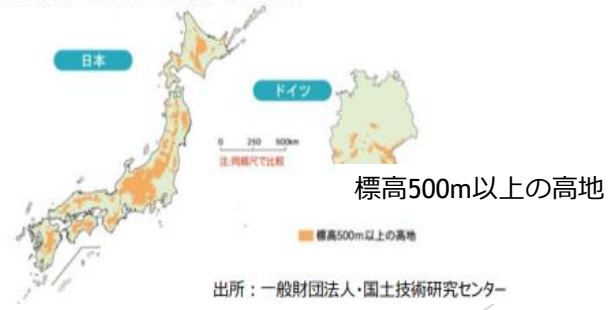 日本
ドイツ
0 250 500km
注:同縮尺で比較
標高500m以上の高地
標高500m以上の高地
出所：一般財団法人・国土技術研究センター